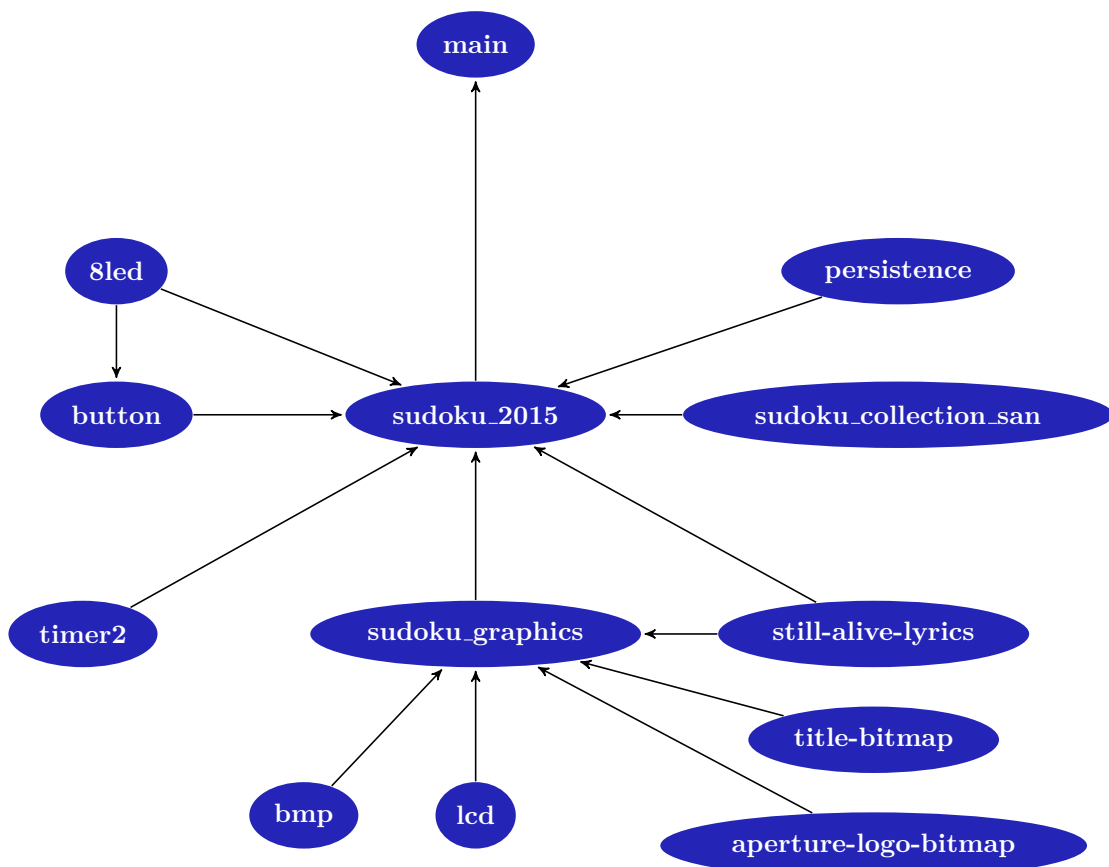 main
8led
persistence
button
sudoku_2015
sudoku_collection_san
timer2
sudoku_graphics
still-alive-lyrics
title-bitmap
bmp
lcd
aperture-logo-bitmap